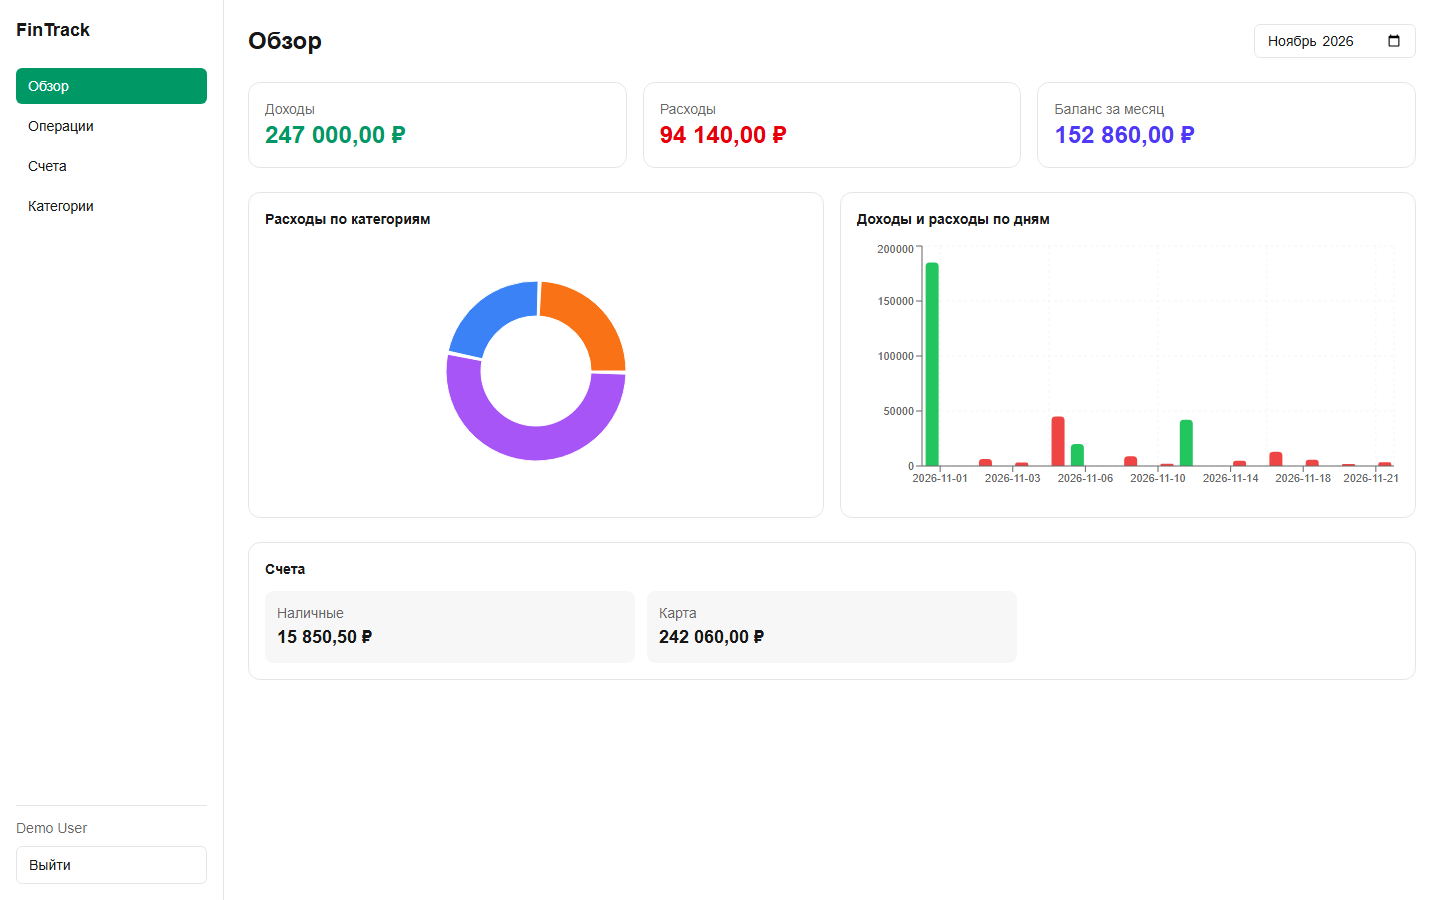 FinTrack
Обзор
Операции
Счета
Категории
Demo User
Выйти
Обзор
Ноябрь 2026
Доходы
247 000,00 ₽
Расходы
94 140,00 ₽
Баланс за месяц
152 860,00 ₽
Расходы по категориям
Доходы и расходы по дням
200000
150000
100000
50000
0
2026-11-01 2026-11-03 2026-11-06 2026-11-10 2026-11-14 2026-11-18 2026-11-21
Счета
Наличные
15 850,50 ₽
Карта
242 060,00 ₽